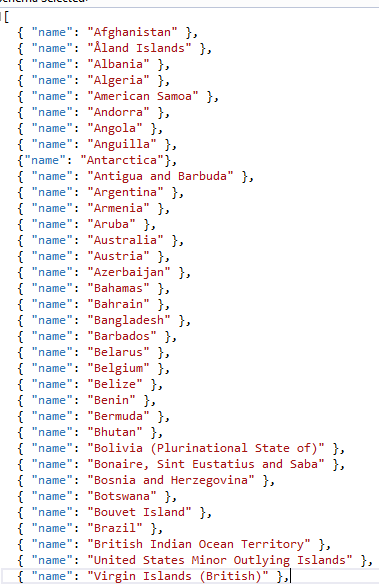 [
{ "name": "Afghanistan" },
{ "name": "Åland Islands" },
{ "name": "Albania" },
{ "name": "Algeria" },
{ "name": "American Samoa" },
{ "name": "Andorra" },
{ "name": "Angola" },
{ "name": "Anguilla" },
{"name": "Antarctica"},
{ "name": "Antigua and Barbuda" },
{ "name": "Argentina" },
{ "name": "Armenia" },
{ "name": "Aruba" },
{ "name": "Australia" },
{ "name": "Austria" },
{ "name": "Azerbaijan" },
{ "name": "Bahamas" },
{ "name": "Bahrain" },
{ "name": "Bangladesh" },
{ "name": "Barbados" },
{ "name": "Belarus" },
{ "name": "Belgium" },
{ "name": "Belize" },
{ "name": "Benin" },
{ "name": "Bermuda" },
{ "name": "Bhutan" },
{ "name": "Bolivia (Plurinational State of)" },
{ "name": "Bonaire, Sint Eustatius and Saba" },
{ "name": "Bosnia and Herzegovina" },
{ "name": "Botswana" },
{ "name": "Bouvet Island" },
{ "name": "Brazil" },
{ "name": "British Indian Ocean Territory" },
{ "name": "United States Minor Outlying Islands" },
{ "name": "Virgin Islands (British)" },